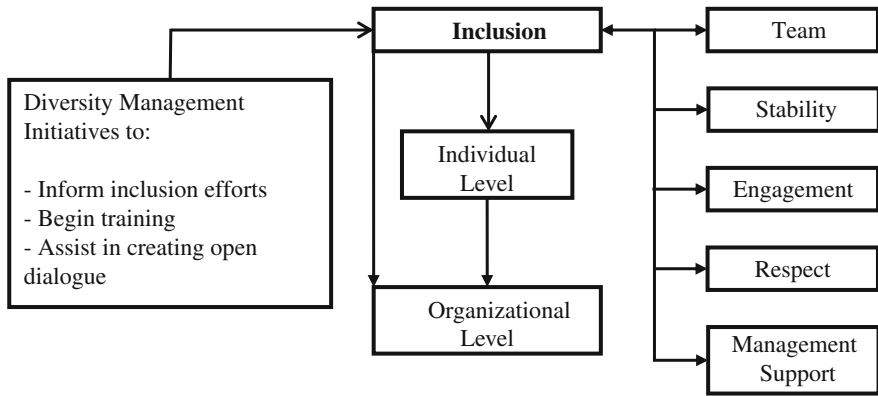 Inclusion
Team
Diversity Management
Initiatives to:
- Inform inclusion efforts
- Begin training
- Assist in creating open
dialogue
Individual
Level
Organizational
Level
Stability
Engagement
Respect
Management
Support